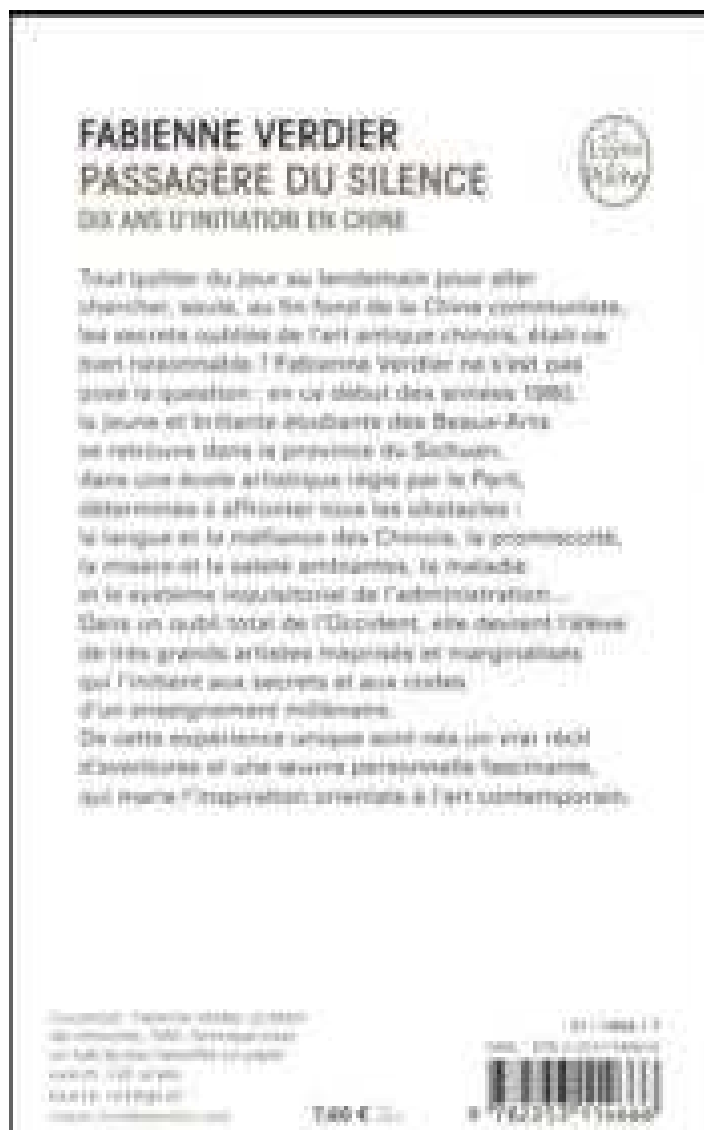 FABIENNE VERDIER
PASSAGÈRE DU SILENCE
DIX ANS D'INITIATION EN CHINE
Le Livre de Poche
Tout quitter du jour au lendemain pour aller
chercher, seule, au fin fond de la Chine communiste,
les secrets oubliés de l'art antique chinois, était-ce
bien raisonnable ? Fabienne Verdier ne s'est pas
posé la question ; en ce début des années 1980,
la jeune et brillante étudiante des Beaux-Arts
se retrouve dans la province du Sichuan,
dans une école artistique régie par le Parti,
déterminée à affronter tous les obstacles :
la langue et la méfiance des Chinois, la promiscuité,
la misère et la saleté ambiantes, la maladie
et le système inquisitorial de l'administration...
Dans un oubli total de l'Occident, elle devient l'élève
de très grands artistes méprisés et marginalisés
qui l'initient aux secrets et aux codes
d'un enseignement millénaire.
De cette expérience unique sont nés un vrai récit
d'aventures et une œuvre personnelle fascinante,
qui marie l'inspiration orientale à l'art contemporain.
7,60 €